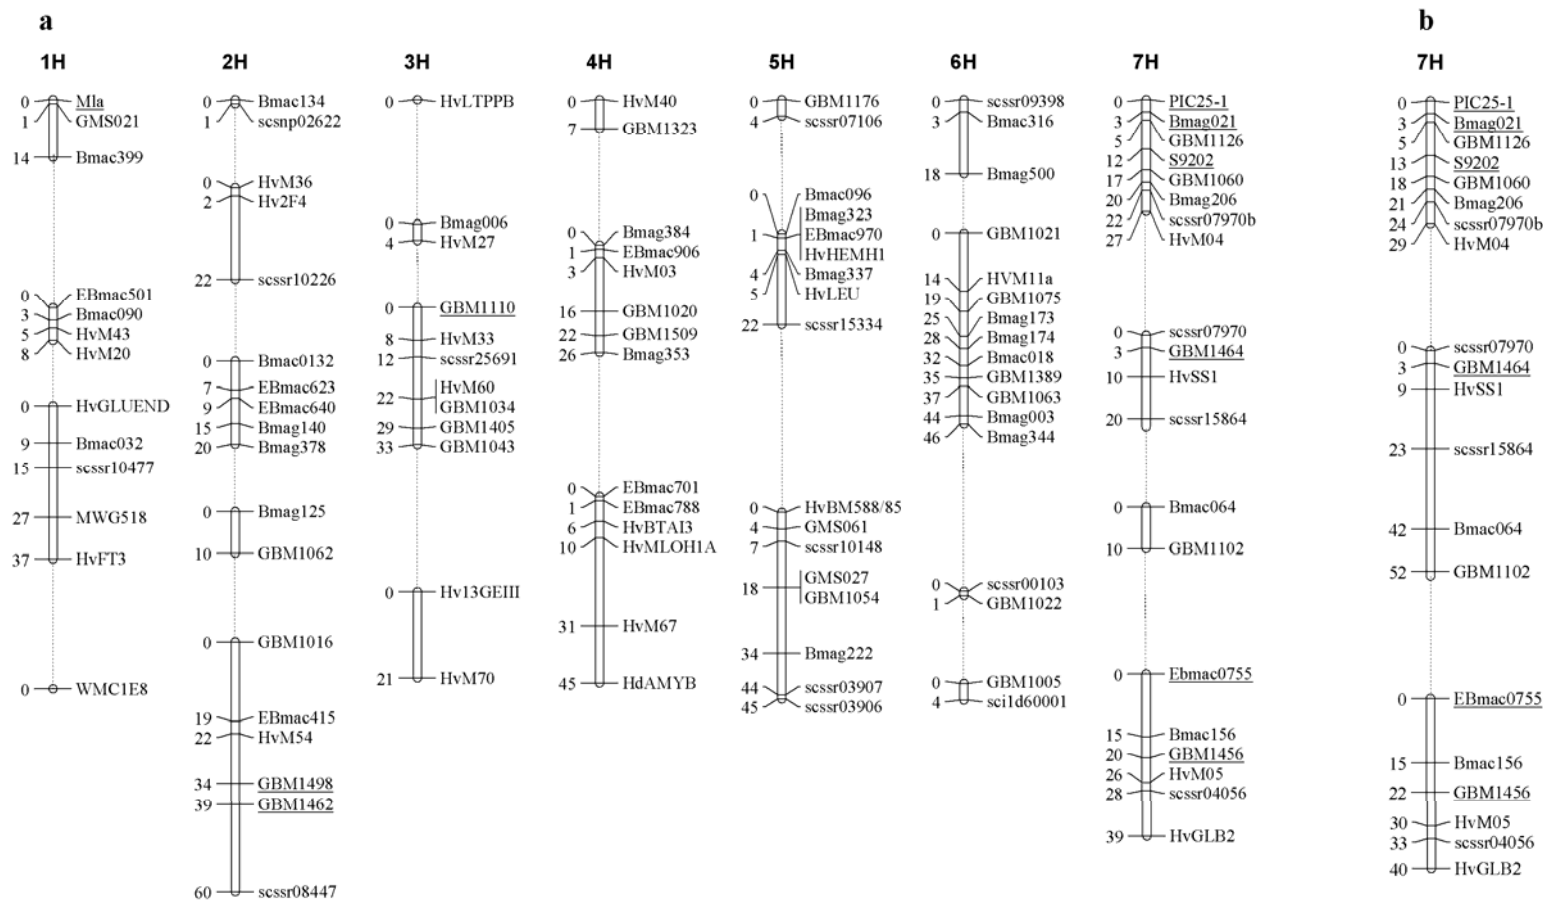 a
b
1H
0 Mla
1 GMS021
14 Bmac399
0 EBmac501
3 Bmac090
5 HvM43
8 HvM20
0 HvGLUEND
9 Bmac032
15 scssr10477
27 MWG518
37 HvFT3
0 WMC1E8
2H
0 Bmac134
1 scsnp02622
0 HvM36
2 Hv2F4
22 scssr10226
0 Bmac0132
7 EBmac623
9 EBmac640
15 Bmag140
20 Bmag378
0 Bmag125
10 GBM1062
0 GBM1016
19 EBmac415
22 HvM54
34 GBM1498
39 GBM1462
60 scssr08447
3H
0 HvLTPPB
0 Bmag006
4 HvM27
0 GBM1110
8 HvM33
12 scssr25691
22 HvM60
GBM1034
29 GBM1405
33 GBM1043
0 Hv13GEIII
21 HvM70
4H
0 HvM40
7 GBM1323
0 Bmag384
1 EBmac906
3 HvM03
16 GBM1020
22 GBM1509
26 Bmag353
0 EBmac701
1 EBmac788
6 HvBTAI3
10 HvMLOH1A
31 HvM67
45 HdAMYB
5H
0 GBM1176
4 scssr07106
0 Bmac096
Bmag323
1 EBmac970
HvHEMH1
4 Bmag337
5 HvLEU
22 scssr15334
0 HvBM588/85
4 GMS061
7 scssr10148
18 GMS027
GBM1054
34 Bmag222
44 scssr03907
45 scssr03906
6H
0 scssr09398
3 Bmac316
18 Bmag500
0 GBM1021
14 HVM11a
19 GBM1075
25 Bmag173
28 Bmag174
32 Bmac018
35 GBM1389
37 GBM1063
44 Bmag003
46 Bmag344
0 scssr00103
1 GBM1022
0 GBM1005
4 sci1d60001
7H
0 PIC25-1
3 Bmag021
5 GBM1126
12 S9202
17 GBM1060
20 Bmag206
22 scssr07970b
27 HvM04
0 scssr07970
3 GBM1464
10 HvSS1
20 scssr15864
0 Bmac064
10 GBM1102
0 Ebmac0755
15 Bmac156
20 GBM1456
26 HvM05
28 scssr04056
39 HvGLB2
7H
0 PIC25-1
3 Bmag021
5 GBM1126
13 S9202
18 GBM1060
21 Bmag206
24 scssr07970b
29 HvM04
0 scssr07970
3 GBM1464
9 HvSS1
23 scssr15864
42 Bmac064
52 GBM1102
0 EBmac0755
15 Bmac156
22 GBM1456
30 HvM05
33 scssr04056
40 HvGLB2